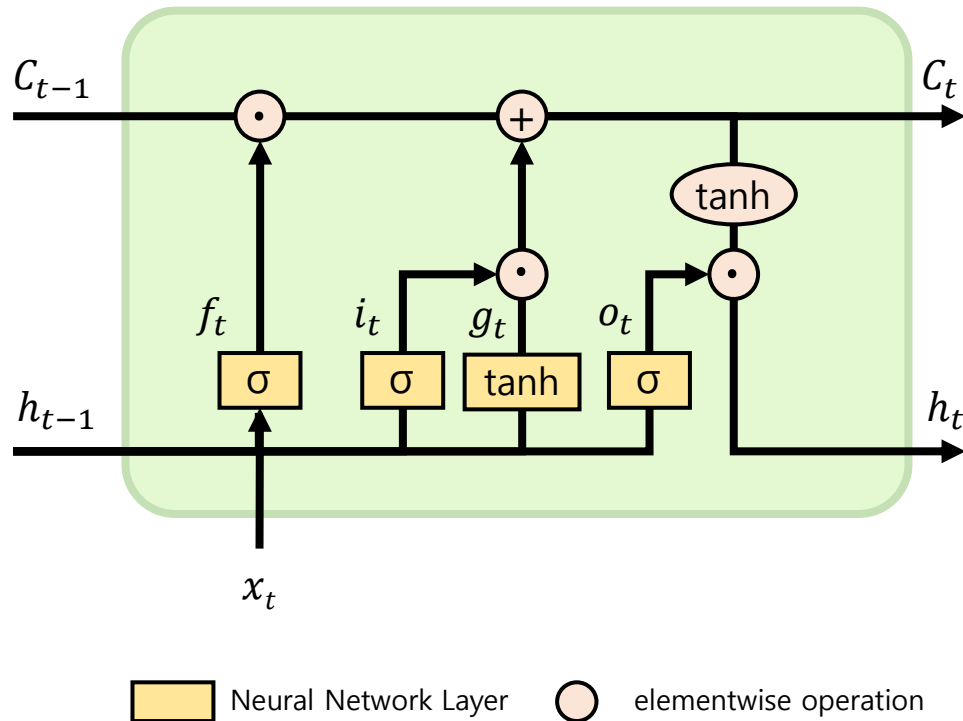 C_{t−1}
C_t
·
+
tanh
·
·
f_t
i_t
g_t
o_t
σ
σ
tanh
σ
h_{t−1}
h_t
x_t
Neural Network Layer
elementwise operation